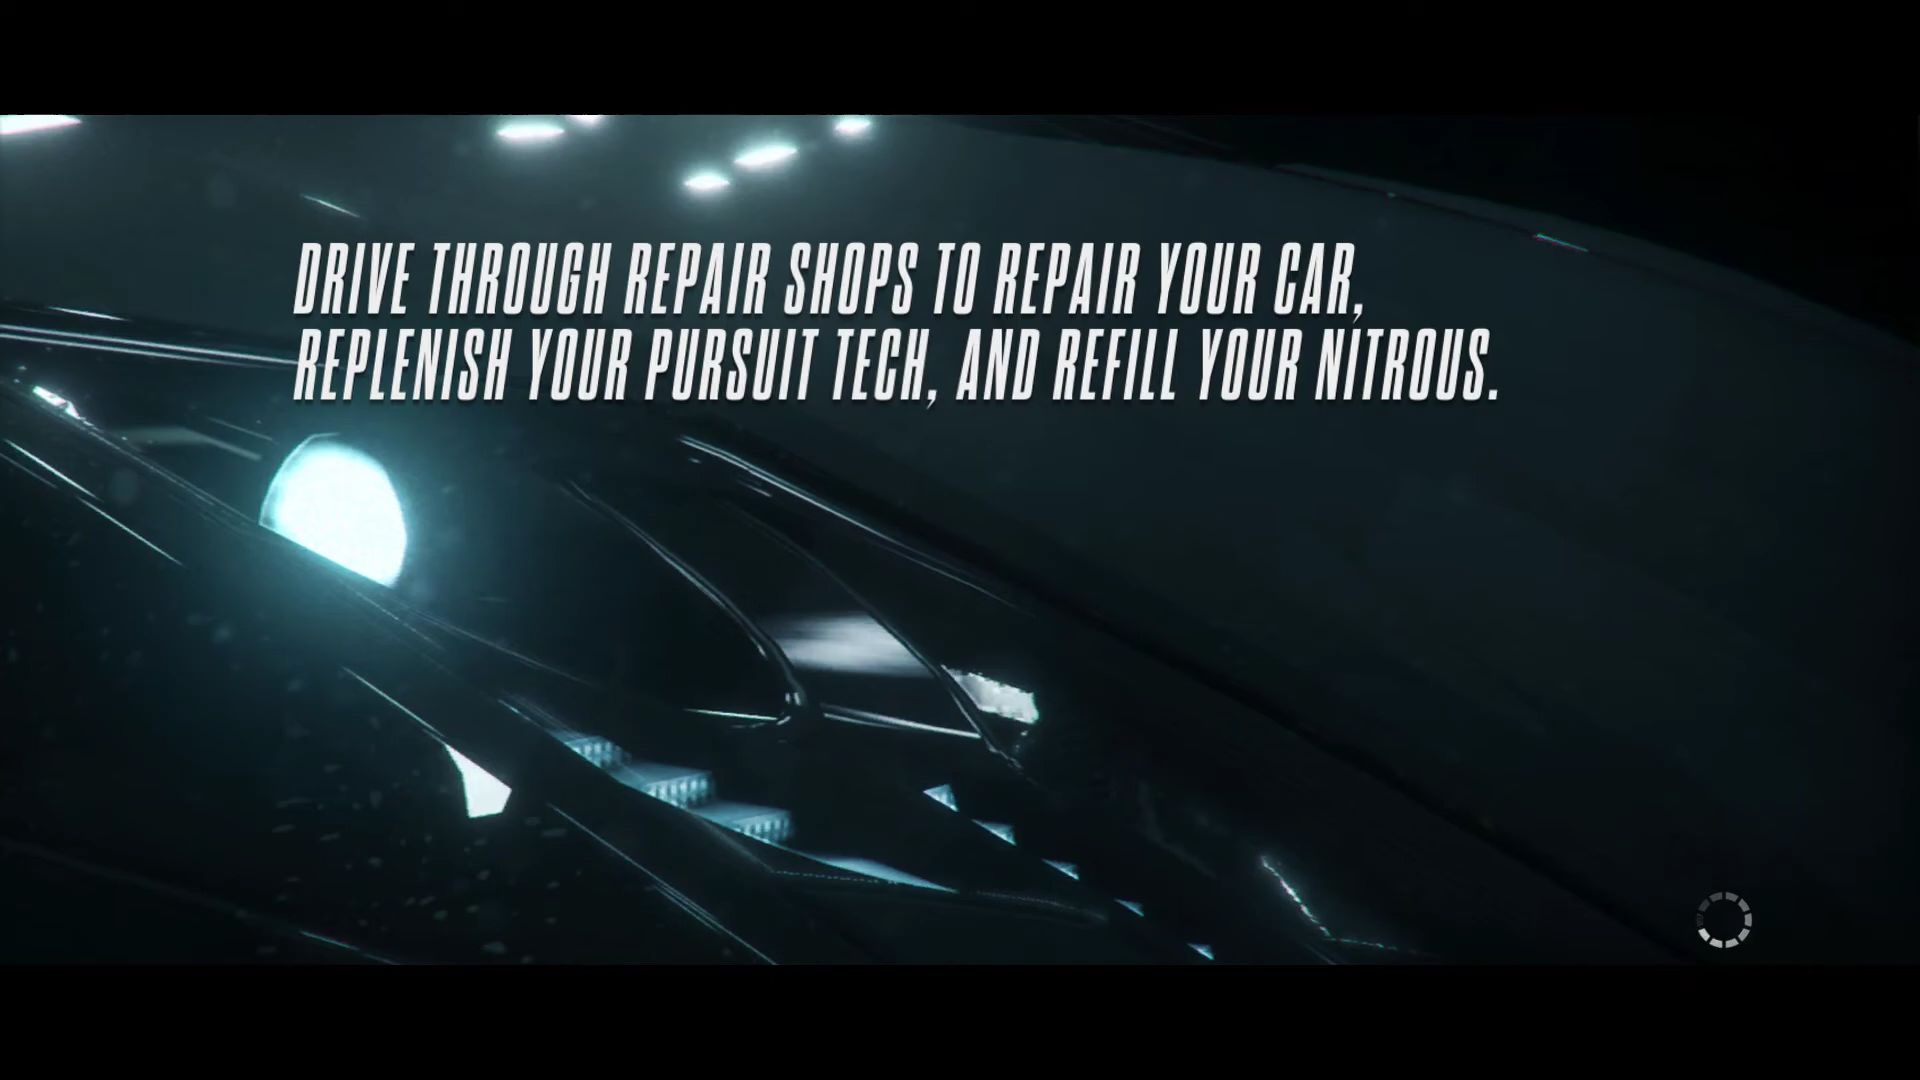 DRIVE THROUGH REPAIR SHOPS TO REPAIR YOUR CAR,
REPLENISH YOUR PURSUIT TECH, AND REFILL YOUR NITROUS.